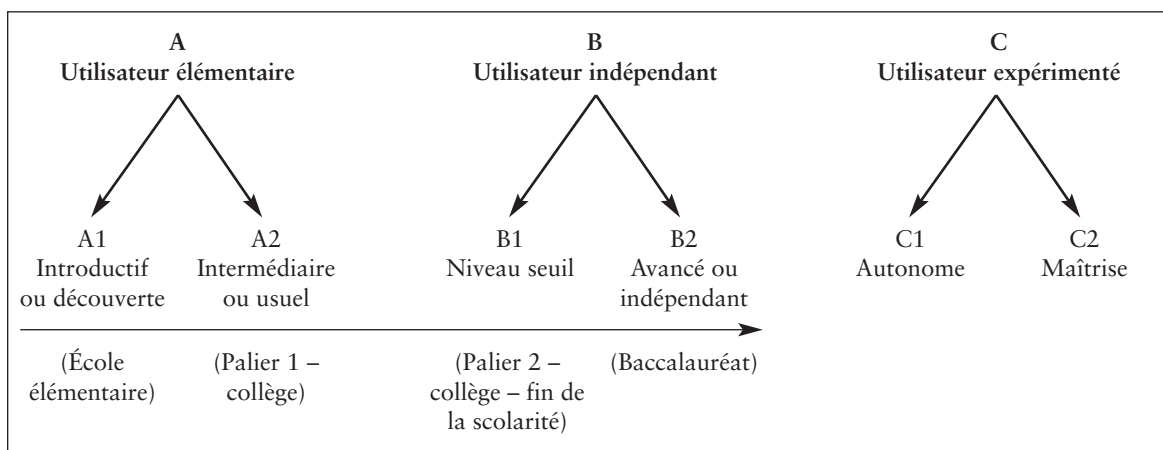 A
Utilisateur élémentaire
B
Utilisateur indépendant
C
Utilisateur expérimenté
A1
Introductif
ou découverte
A2
Intermédiaire
ou usuel
B1
Niveau seuil
B2
Avancé ou
indépendant
C1
Autonome
C2
Maîtrise
(École
élémentaire)
(Palier 1 –
collège)
(Palier 2 –
collège – fin de
la scolarité)
(Baccalauréat)